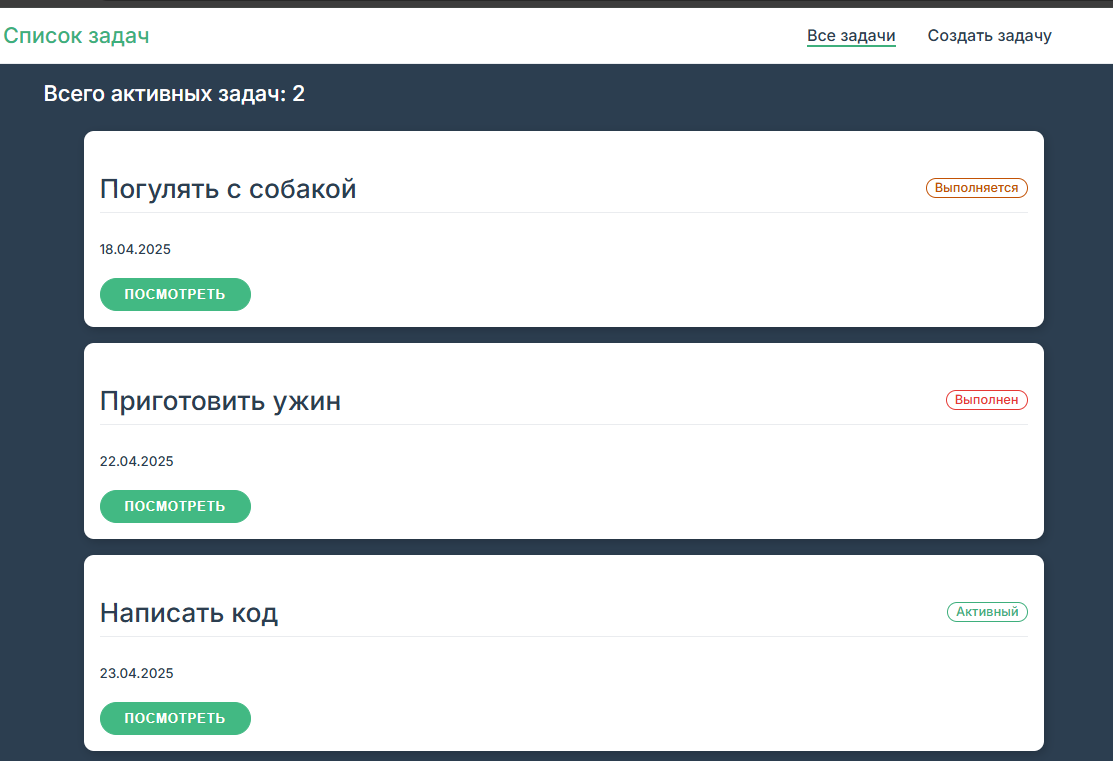 Список задач
Все задачи
Создать задачу
Всего активных задач: 2
Погулять с собакой
Выполняется
18.04.2025
ПОСМОТРЕТЬ
Приготовить ужин
Выполнен
22.04.2025
ПОСМОТРЕТЬ
Написать код
Активный
23.04.2025
ПОСМОТРЕТЬ